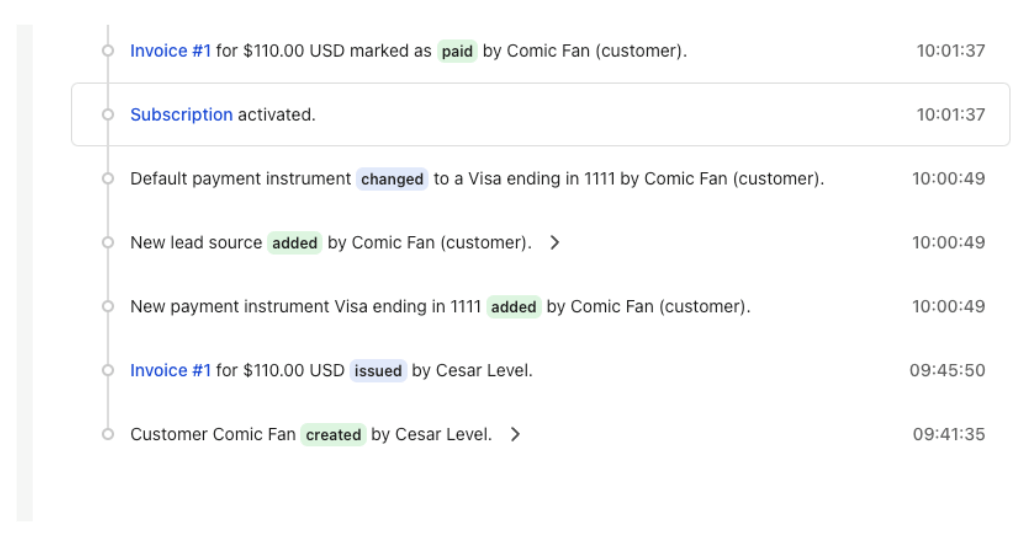 Invoice #1 for $110.00 USD marked as paid by Comic Fan (customer). 10:01:37
Subscription activated. 10:01:37
Default payment instrument changed to a Visa ending in 1111 by Comic Fan (customer). 10:00:49
New lead source added by Comic Fan (customer). 10:00:49
New payment instrument Visa ending in 1111 added by Comic Fan (customer). 10:00:49
Invoice #1 for $110.00 USD issued by Cesar Level. 09:45:50
Customer Comic Fan created by Cesar Level. 09:41:35